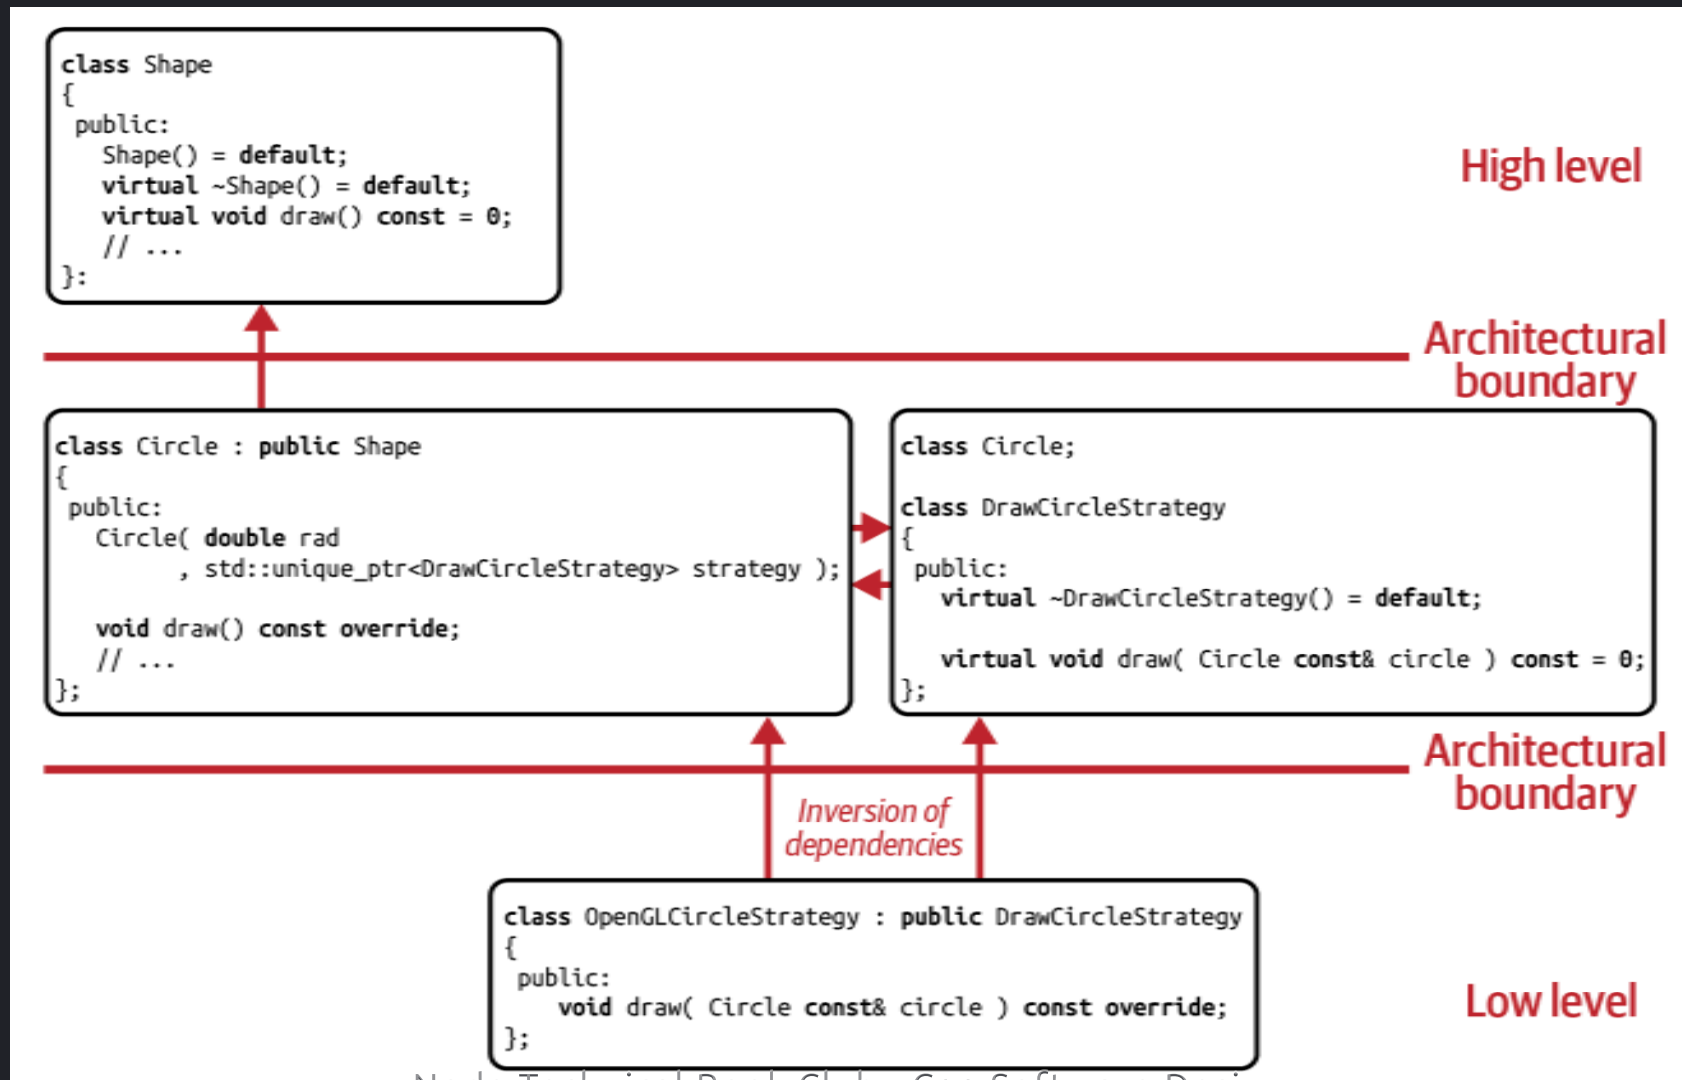 class Shape
{
public:
Shape() = default;
virtual ~Shape() = default;
virtual void draw() const = 0;
// ...
}:
High level
Architectural
boundary
class Circle : public Shape
{
public:
Circle( double rad
, std::unique_ptr<DrawCircleStrategy> strategy );
void draw() const override;
// ...
};
class Circle;
class DrawCircleStrategy
{
public:
virtual ~DrawCircleStrategy() = default;
virtual void draw( Circle const& circle ) const = 0;
};
Architectural
boundary
Inversion of
dependencies
class OpenGLCircleStrategy : public DrawCircleStrategy
{
public:
void draw( Circle const& circle ) const override;
};
Low level